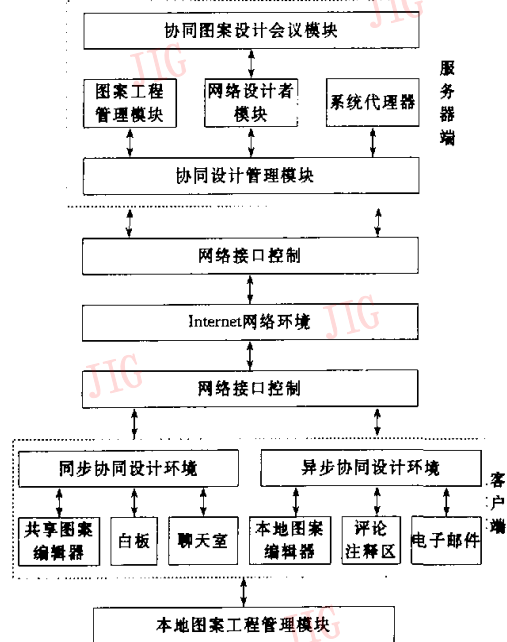 协同图案设计会议模块
JIG
JIG
图案工程
管理模块
网络设计者
模块
系统代理器
服务器端
协同设计管理模块
网络接口控制
Internet网络环境
JIG
网络接口控制
JIG
同步协同设计环境
异步协同设计环境
客户端
共享图案
编辑器
白板
聊天室
本地图案
编辑器
评论
注释区
电子邮件
本地图案工程管理模块
JIG